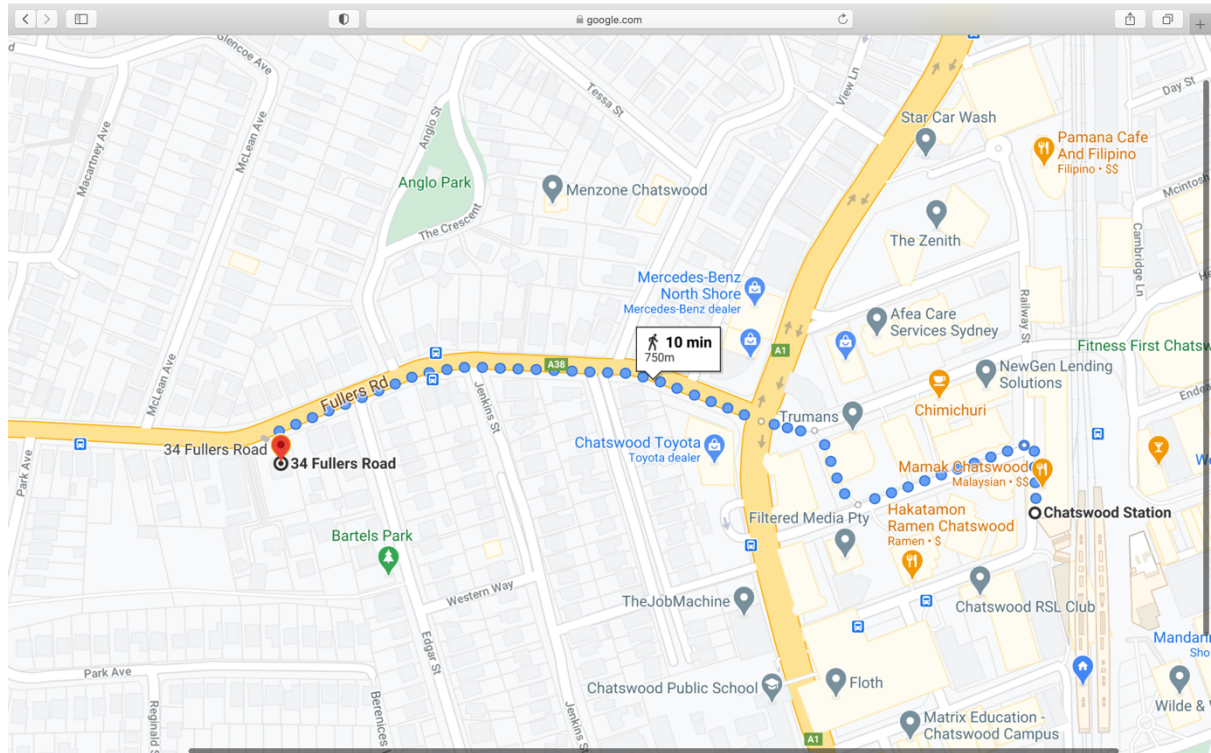 google.com
Glencoe Ave
Macartney Ave
McLean Ave
Anglo St
Tessa St
View Ln
Day St
Star Car Wash
Pamana Cafe
And Filipino
Filipino • $$
Anglo Park
Menzone Chatswood
The Crescent
The Zenith
Cambridge Ln
Mercedes-Benz
North Shore
Mercedes-Benz dealer
Railway St
Afea Care
Services Sydney
10 min
750m
A1
Fitness First Chatsw
A38
NewGen Lending
Solutions
McLean Ave
Fullers Rd
Jenkins St
Chimichuri
Trumans
34 Fullers Road
34 Fullers Road
Chatswood Toyota
Toyota dealer
Park Ave
Mamak Chatswood
Malaysian • $$
Hakatamon
Ramen Chatswood
Ramen • $
Chatswood Station
Filtered Media Pty
Bartels Park
Western Way
TheJobMachine
Chatswood RSL Club
Edgar St
Park Ave
Chatswood Public School
Floth
Jenkins St
Matrix Education -
Chatswood Campus
A1